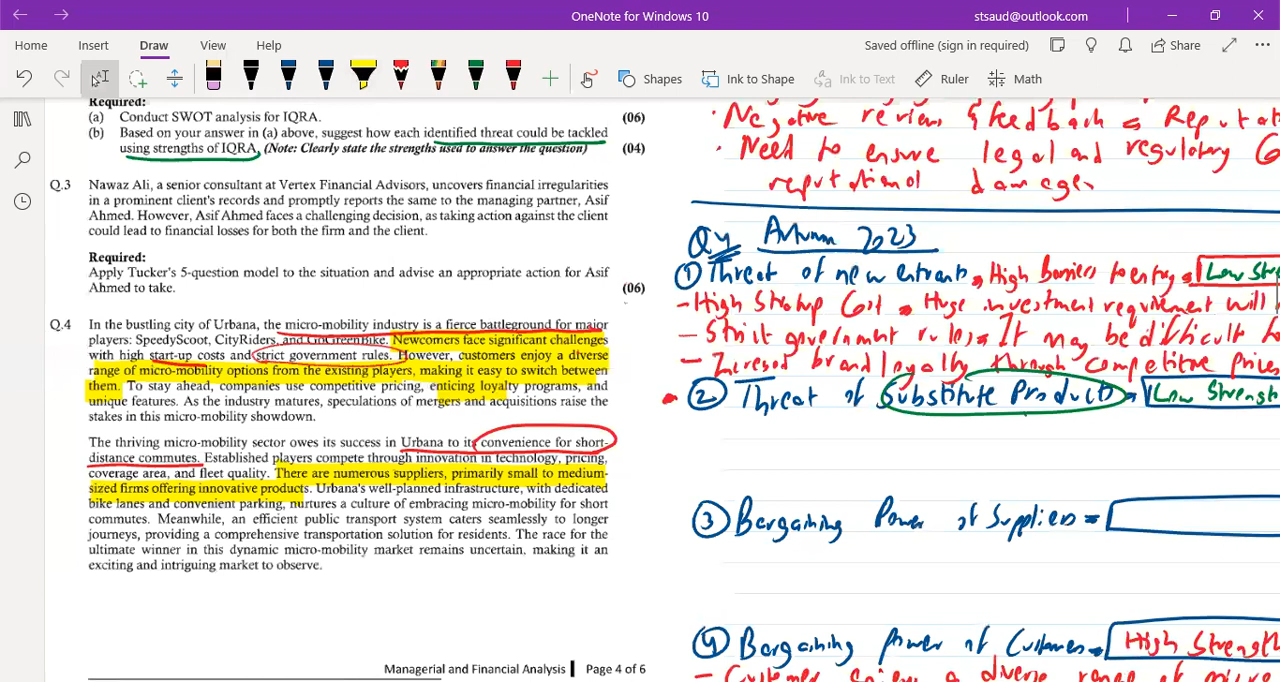 OneNote for Windows 10
stsaud@outlook.com
Home Insert Draw View Help
Saved offline (sign in required) Share
Shapes Ink to Shape Ink to Text Ruler Math
Required:
(a) Conduct SWOT analysis for IQRA. (06)
(b) Based on your answer in (a) above, suggest how each identified threat could be tackled
using strengths of IQRA. (Note: Clearly state the strengths used to answer the question) (04)
Q.3 Nawaz Ali, a senior consultant at Vertex Financial Advisors, uncovers financial irregularities
in a prominent client's records and promptly reports the same to the managing partner, Asif
Ahmed. However, Asif Ahmed faces a challenging decision, as taking action against the client
could lead to financial losses for both the firm and the client.
Required:
Apply Tucker's 5-question model to the situation and advise an appropriate action for Asif
Ahmed to take. (06)
Q.4 In the bustling city of Urbana, the micro-mobility industry is a fierce battleground for major
players: SpeedyScoot, CityRiders, and GoGreenBike. Newcomers face significant challenges
with high start-up costs and strict government rules. However, customers enjoy a diverse
range of micro-mobility options from the existing players, making it easy to switch between
them. To stay ahead, companies use competitive pricing, enticing loyalty programs, and
unique features. As the industry matures, speculations of mergers and acquisitions raise the
stakes in this micro-mobility showdown.
The thriving micro-mobility sector owes its success in Urbana to its convenience for short-
distance commutes. Established players compete through innovation in technology, pricing,
coverage area, and fleet quality. There are numerous suppliers, primarily small to medium-
sized firms offering innovative products. Urbana's well-planned infrastructure, with dedicated
bike lanes and convenient parking, nurtures a culture of embracing micro-mobility for short
commutes. Meanwhile, an efficient public transport system caters seamlessly to longer
journeys, providing a comprehensive transportation solution for residents. The race for the
ultimate winner in this dynamic micro-mobility market remains uncertain, making it an
exciting and intriguing market to observe.
Managerial and Financial Analysis Page 4 of 6
Negative reviews & feedback = Reputat
Need to ensure legal and regulatory Co
reputational damages
Q4 Autumn 2023
① Threat of new entrants High barriers to entry Low Stre
- High Startup Cost Huge investment requirement will
- Strict government rules It may be difficult to
- Increased brand loyalty through competitive prices
② Threat of Substitute Products Low Strength
③ Bargaining Power of Suppliers =
④ Bargaining Power of Customers = High Strength
- Customer enjoys a diverse range of micro